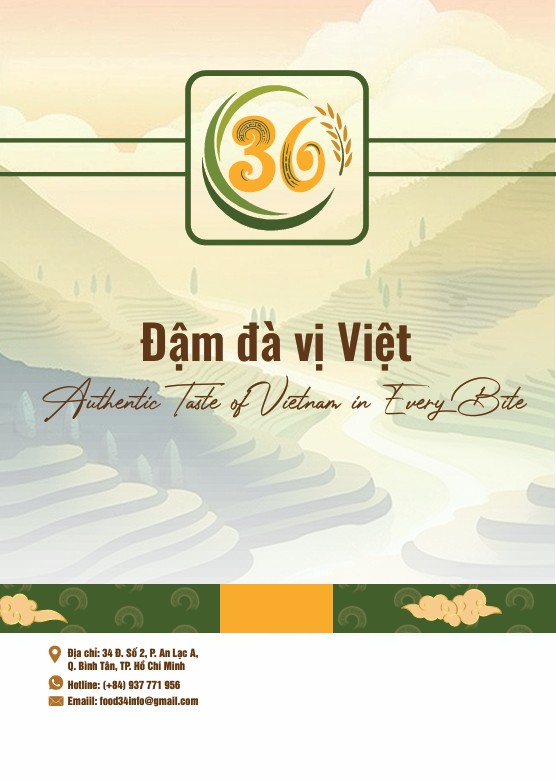 36
Đậm đà vị Việt
Authentic Taste of Vietnam in Every Bite
Địa chỉ: 34 Đ. Số 2, P. An Lạc A,
Q. Bình Tân, TP. Hồ Chí Minh
Hotline: (+84) 937 771 956
Emaiil: food34info@gmail.com